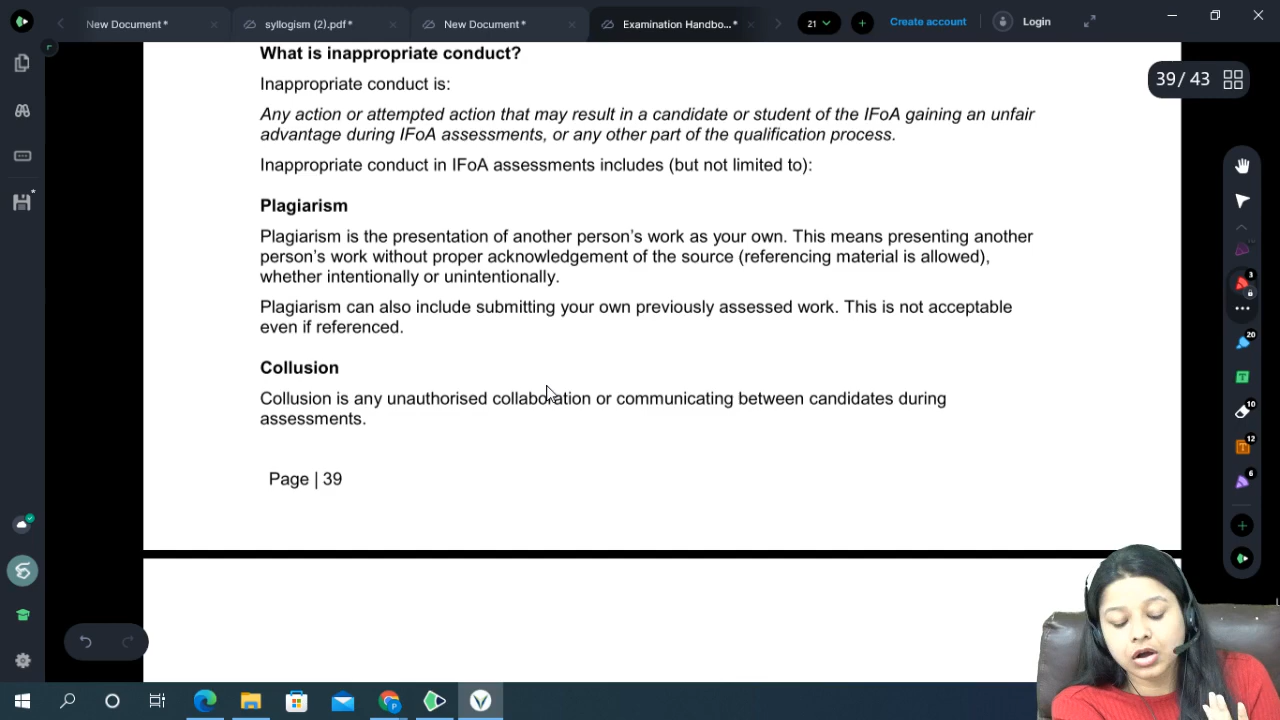 New Document*
syllogism (2).pdf*
New Document*
Examination Handbo...*
21
Create account
Login
39/ 43
What is inappropriate conduct?
Inappropriate conduct is:
Any action or attempted action that may result in a candidate or student of the IFoA gaining an unfair
advantage during IFoA assessments, or any other part of the qualification process.
Inappropriate conduct in IFoA assessments includes (but not limited to):
Plagiarism
Plagiarism is the presentation of another person's work as your own. This means presenting another
person's work without proper acknowledgement of the source (referencing material is allowed),
whether intentionally or unintentionally.
Plagiarism can also include submitting your own previously assessed work. This is not acceptable
even if referenced.
Collusion
Collusion is any unauthorised collaboration or communicating between candidates during
assessments.
Page | 39
3
20
T
10
12
T
6